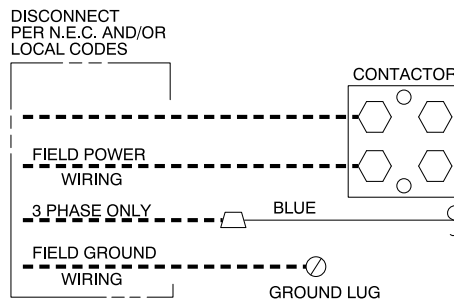 DISCONNECT
PER N.E.C. AND/OR
LOCAL CODES
CONTACTOR
FIELD POWER
WIRING
3 PHASE ONLY
BLUE
FIELD GROUND
WIRING
GROUND LUG